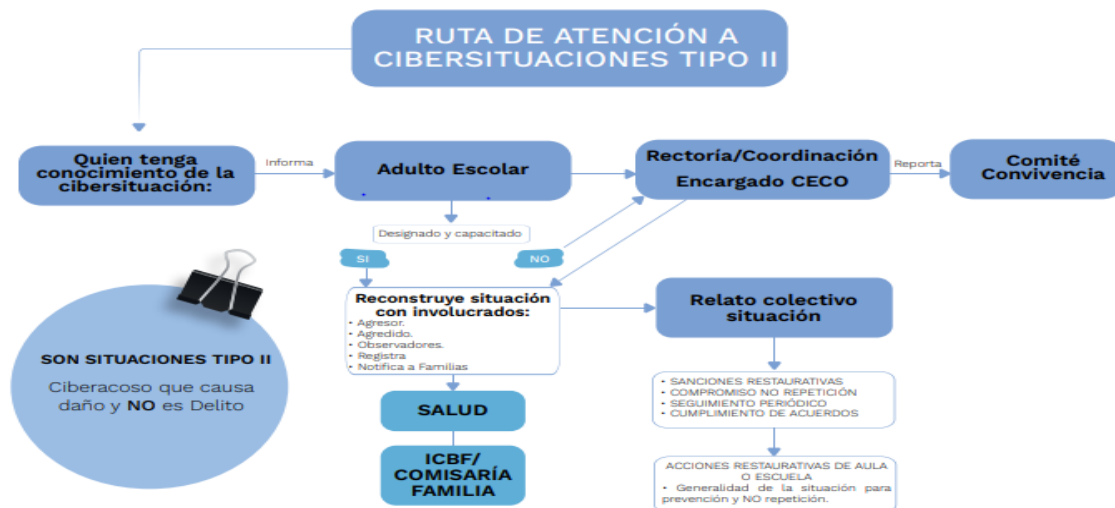 RUTA DE ATENCIÓN A
CIBERSITUACIONES TIPO II
Quien tenga
conocimiento de la
cibersituación:
Informa
Adulto Escolar
Rectoría/Coordinación
Encargado CECO
Reporta
Comité
Convivencia
Designado y capacitado
SI
NO
Reconstruye situación
con involucrados:
• Agresor.
• Agredido.
• Observadores.
• Registra
• Notifica a Familias
Relato colectivo
situación
SON SITUACIONES TIPO II
Ciberacoso que causa
daño y NO es Delito
SALUD
ICBF/
COMISARÍA
FAMILIA
• SANCIONES RESTAURATIVAS
• COMPROMISO NO REPETICIÓN
• SEGUIMIENTO PERIÓDICO
• CUMPLIMIENTO DE ACUERDOS
ACCIONES RESTAURATIVAS DE AULA
O ESCUELA
• Generalidad de la situación para
prevención y NO repetición.